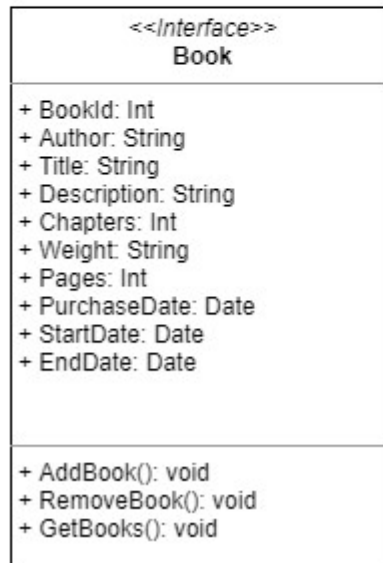 <<Interface>>
Book
+ BookId: Int
+ Author: String
+ Title: String
+ Description: String
+ Chapters: Int
+ Weight: String
+ Pages: Int
+ PurchaseDate: Date
+ StartDate: Date
+ EndDate: Date
+ AddBook(): void
+ RemoveBook(): void
+ GetBooks(): void